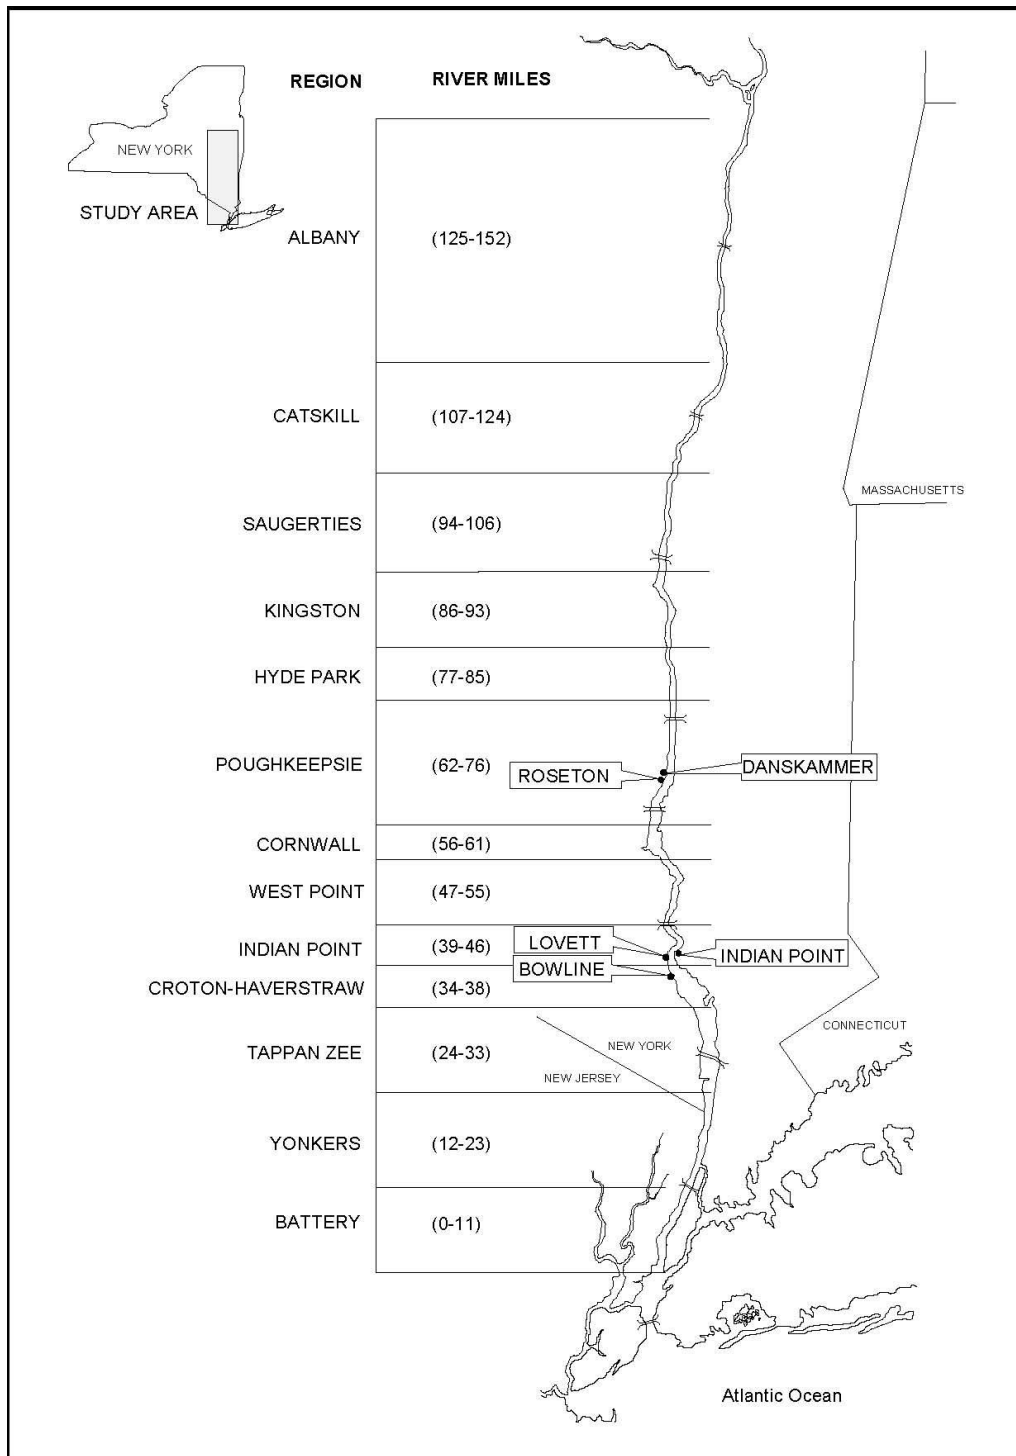 REGION RIVER MILES
NEW YORK
STUDY AREA
ALBANY (125-152)
CATSKILL (107-124)
MASSACHUSETTS
SAUGERTIES (94-106)
KINGSTON (86-93)
HYDE PARK (77-85)
POUGHKEEPSIE (62-76)
DANSKAMMER
ROSETON
CORNWALL (56-61)
WEST POINT (47-55)
INDIAN POINT (39-46)
LOVETT
INDIAN POINT
BOWLINE
CROTON-HAVERSTRAW (34-38)
CONNECTICUT
TAPPAN ZEE (24-33)
NEW YORK
NEW JERSEY
YONKERS (12-23)
BATTERY (0-11)
Atlantic Ocean